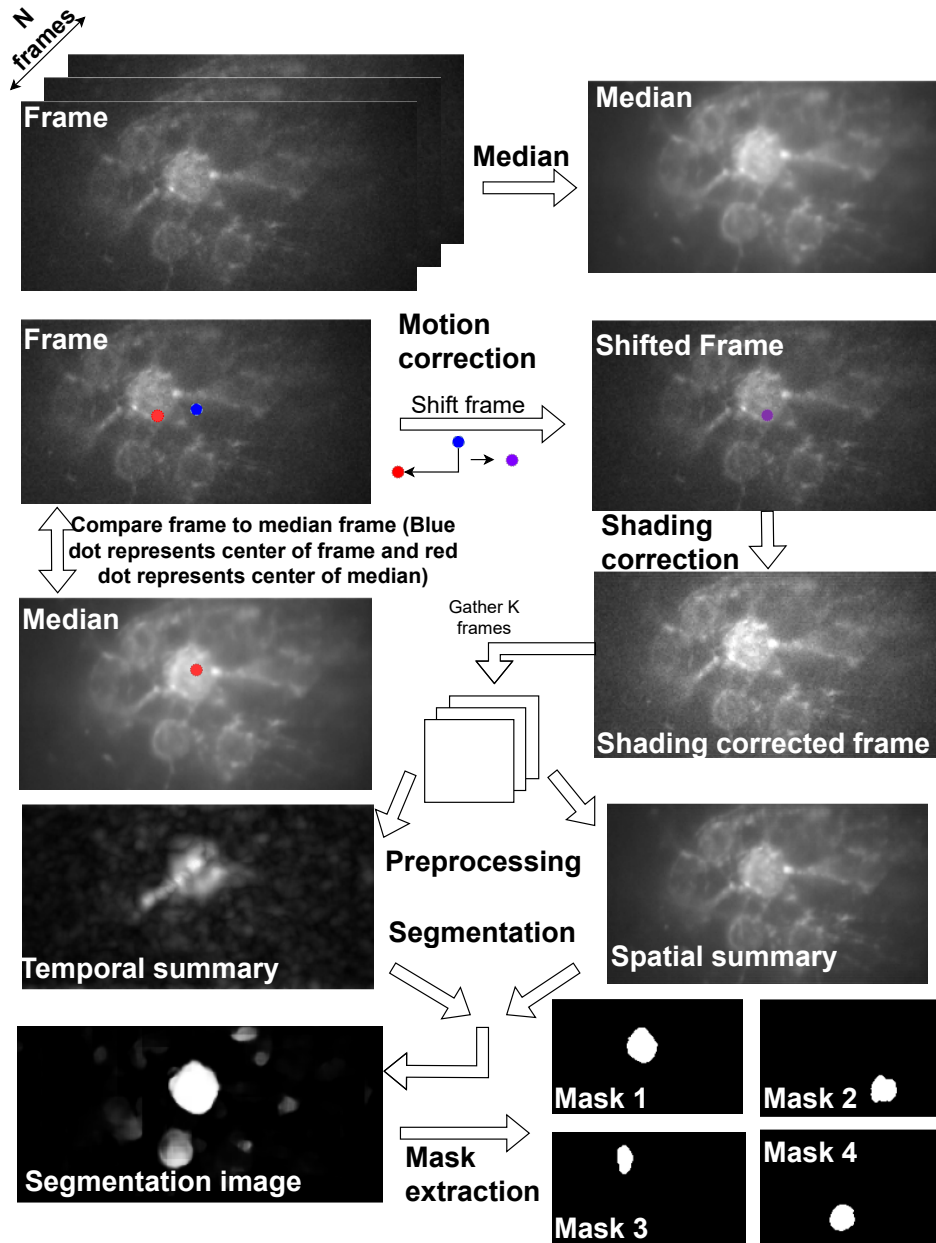 N
frames
Frame
Median
Median
Frame
Motion
correction
Shift frame
Shifted Frame
Compare frame to median frame (Blue
dot represents center of frame and red
dot represents center of median)
Shading
correction
Median
Gather K
frames
Shading corrected frame
Preprocessing
Temporal summary
Segmentation
Spatial summary
Segmentation image
Mask
extraction
Mask 1
Mask 2
Mask 3
Mask 4